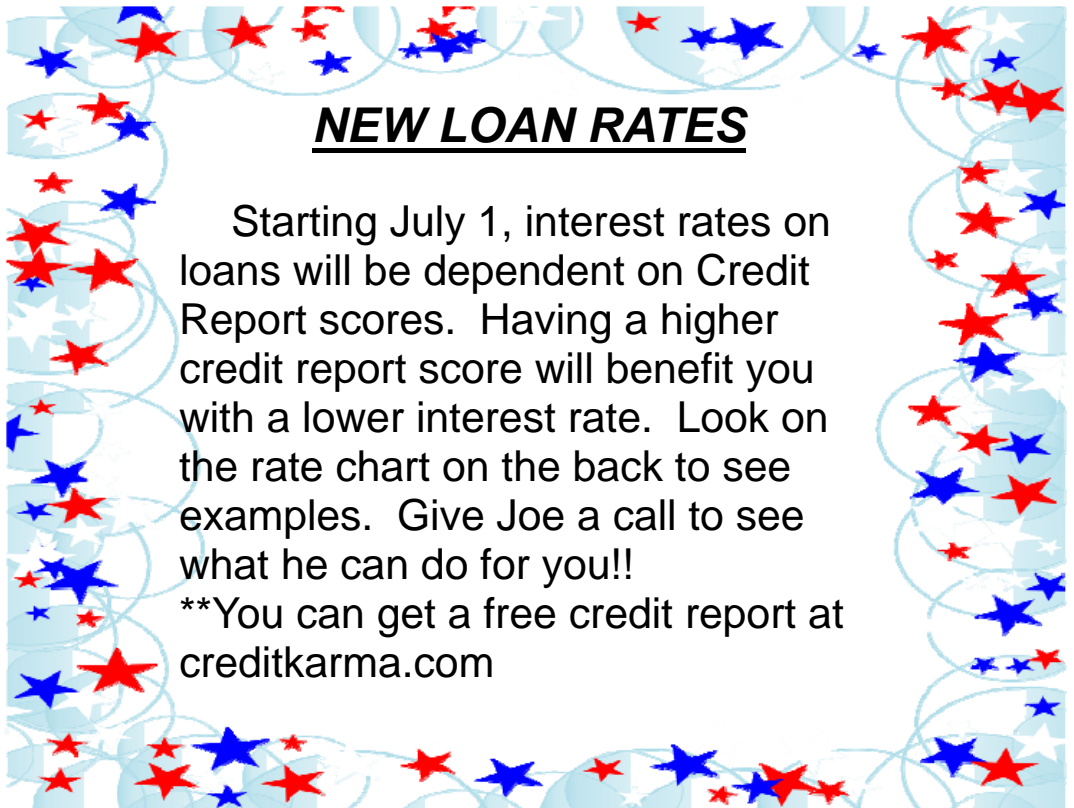 NEW LOAN RATES
Starting July 1, interest rates on
loans will be dependent on Credit
Report scores.  Having a higher
credit report score will benefit you
with a lower interest rate.  Look on
the rate chart on the back to see
examples.  Give Joe a call to see
what he can do for you!!
**You can get a free credit report at
creditkarma.com